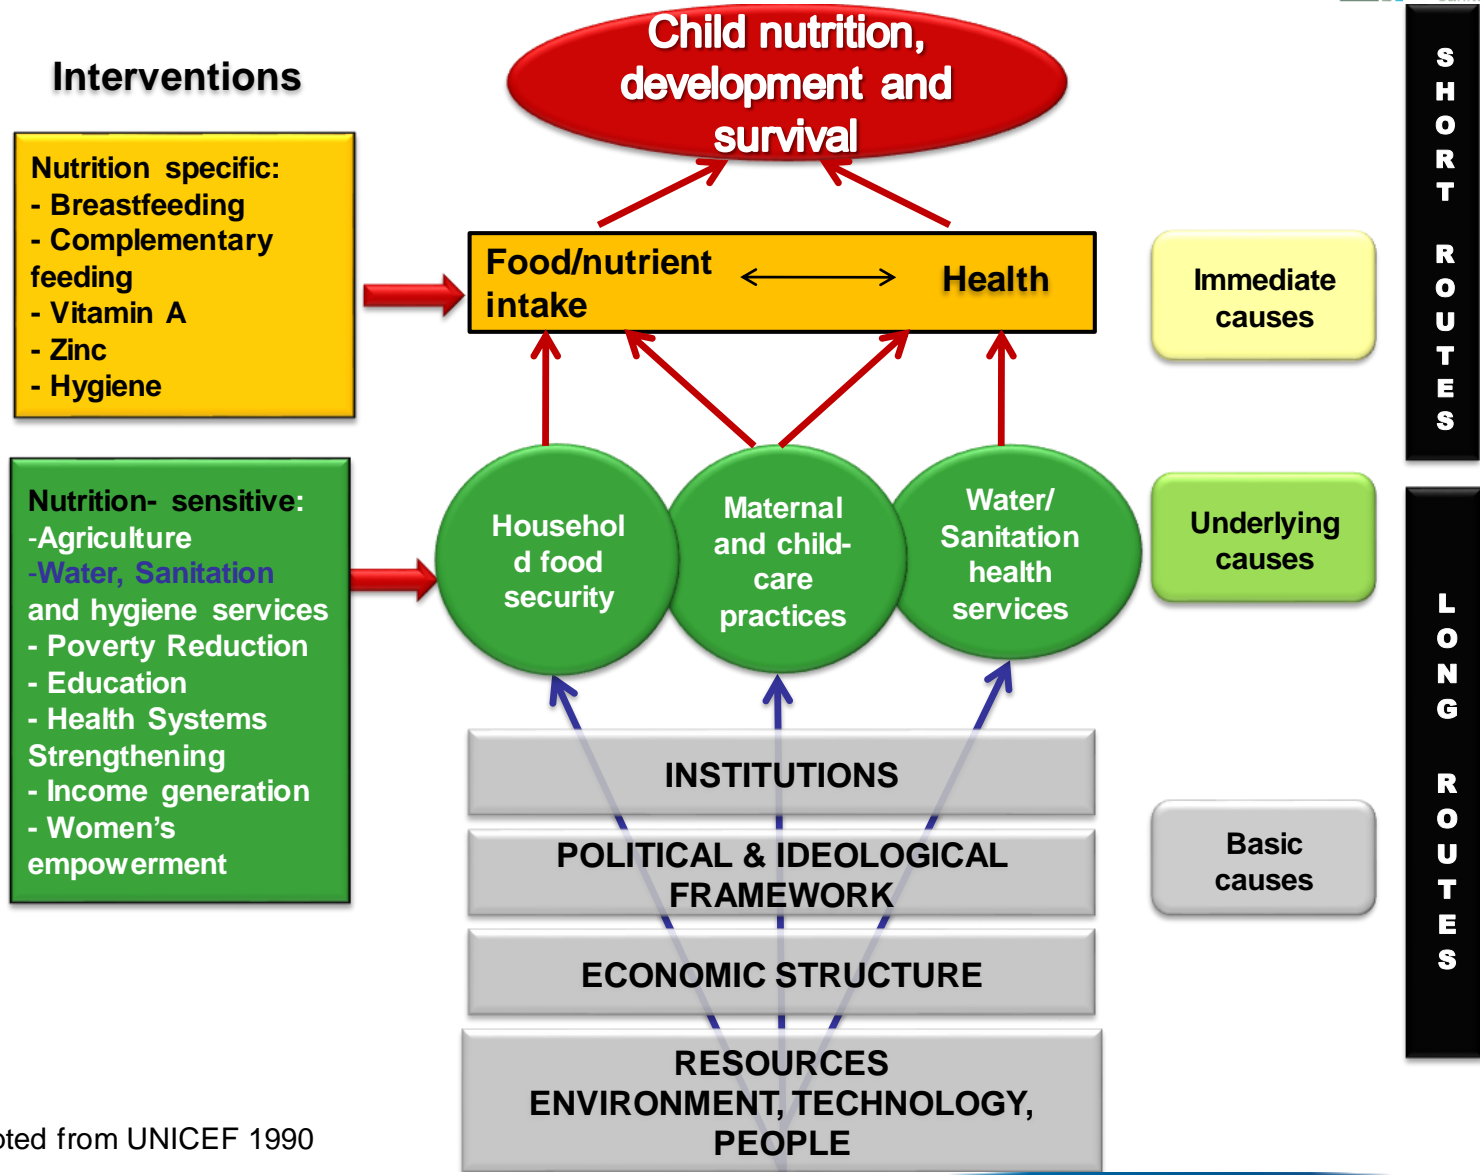 Interventions
Child nutrition,
development and
survival
Nutrition specific:
- Breastfeeding
- Complementary
feeding
- Vitamin A
- Zinc
- Hygiene
Food/nutrient
intake
Health
Immediate
causes
SHORT ROUTES
Nutrition- sensitive:
-Agriculture
-Water, Sanitation
and hygiene services
- Poverty Reduction
- Education
- Health Systems
Strengthening
- Income generation
- Women’s
empowerment
Househol
d food
security
Maternal
and child-
care
practices
Water/
Sanitation
health
services
Underlying
causes
LONG ROUTES
INSTITUTIONS
POLITICAL & IDEOLOGICAL
FRAMEWORK
ECONOMIC STRUCTURE
RESOURCES
ENVIRONMENT, TECHNOLOGY,
PEOPLE
Basic
causes
from UNICEF 1990